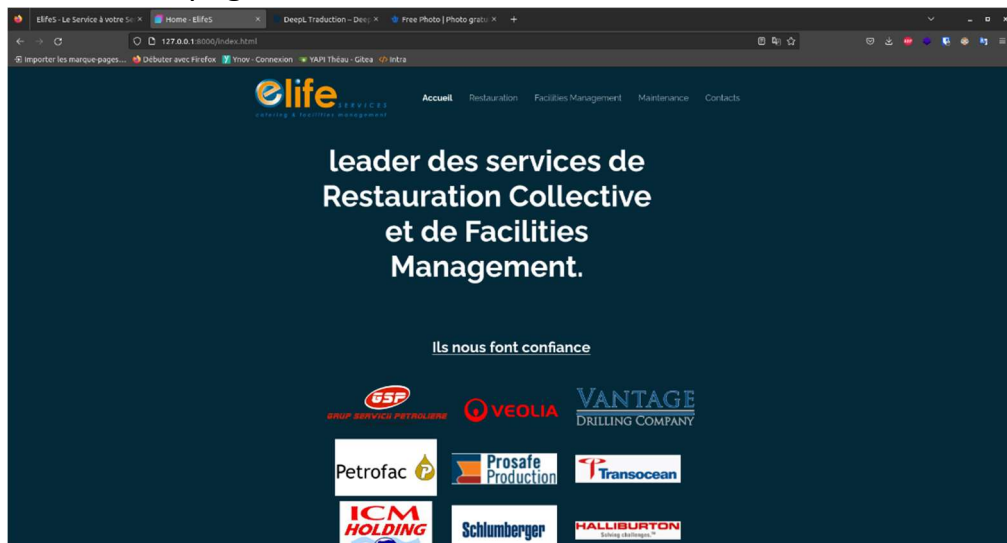 ElifeS - Le Service à votre Ser
Home - ElifeS
DeepL Traduction – Deep
Free Photo | Photo gratu
127.0.0.1:8000/index.html
Importer les marque-pages...
Débuter avec Firefox
Ynov - Connexion
YAPI Théau - Gitea
Intra
elife SERVICES
catering & facilities management
Accueil
Restauration
Facilities Management
Maintenance
Contacts
leader des services de
Restauration Collective
et de Facilities
Management.
Ils nous font confiance
GSP
GRUP SERVICII PETROLIERE
VEOLIA
VANTAGE
DRILLING COMPANY
Petrofac
Prosafe
Production
Transocean
ICM
HOLDING
Schlumberger
HALLIBURTON
Solving challenges.™